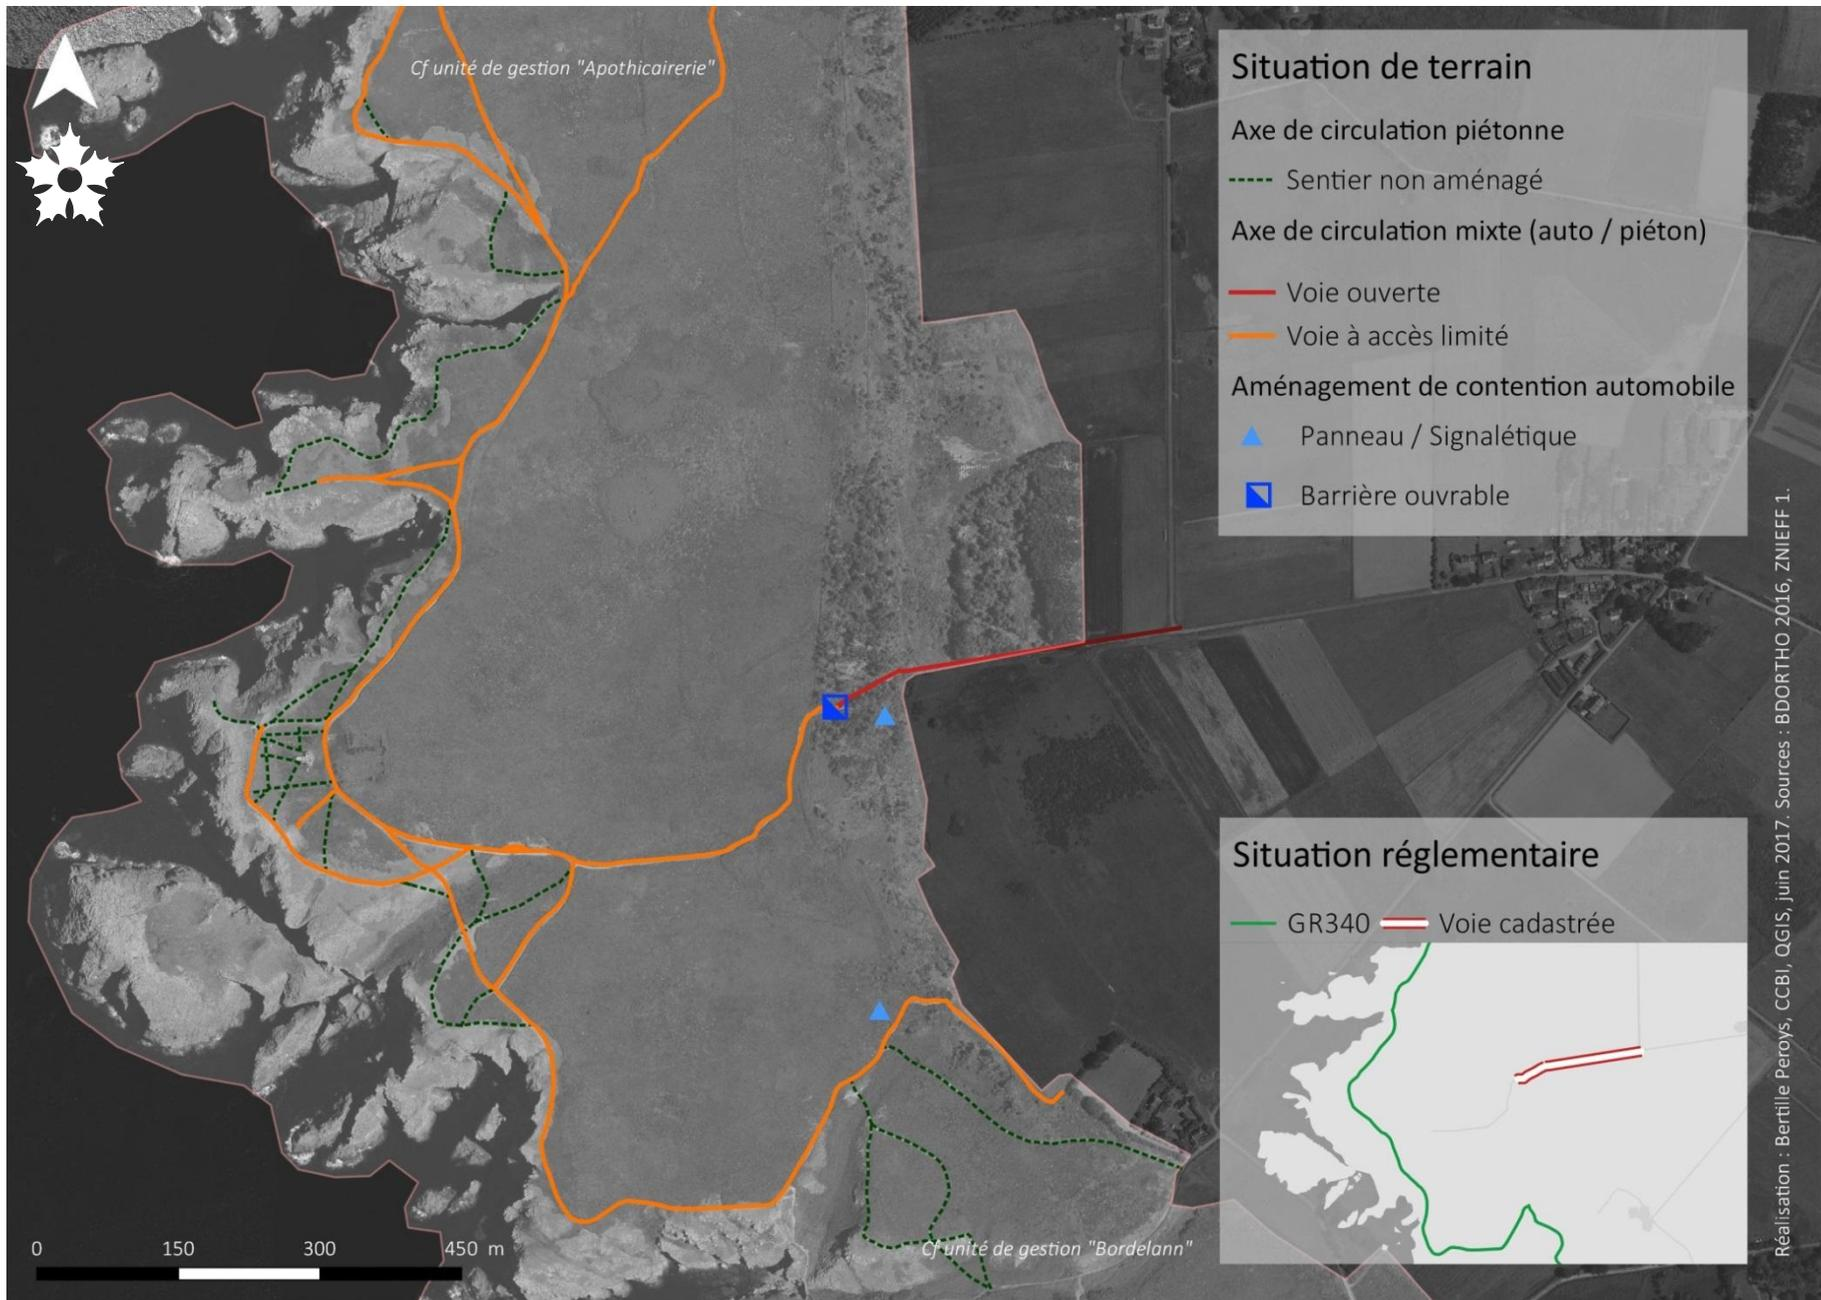 Cf unité de gestion "Apothicairerie"
Situation de terrain
Axe de circulation piétonne
Sentier non aménagé
Axe de circulation mixte (auto / piéton)
Voie ouverte
Voie à accès limité
Aménagement de contention automobile
Panneau / Signalétique
Barrière ouvrable
Situation réglementaire
GR340 Voie cadastrée
Cf unité de gestion "Bordelann"
0 150 300 450 m
Réalisation : Bertille Peroys, CCBI, QGIS, juin 2017. Sources : BDORTHO 2016, ZNIEFF 1.